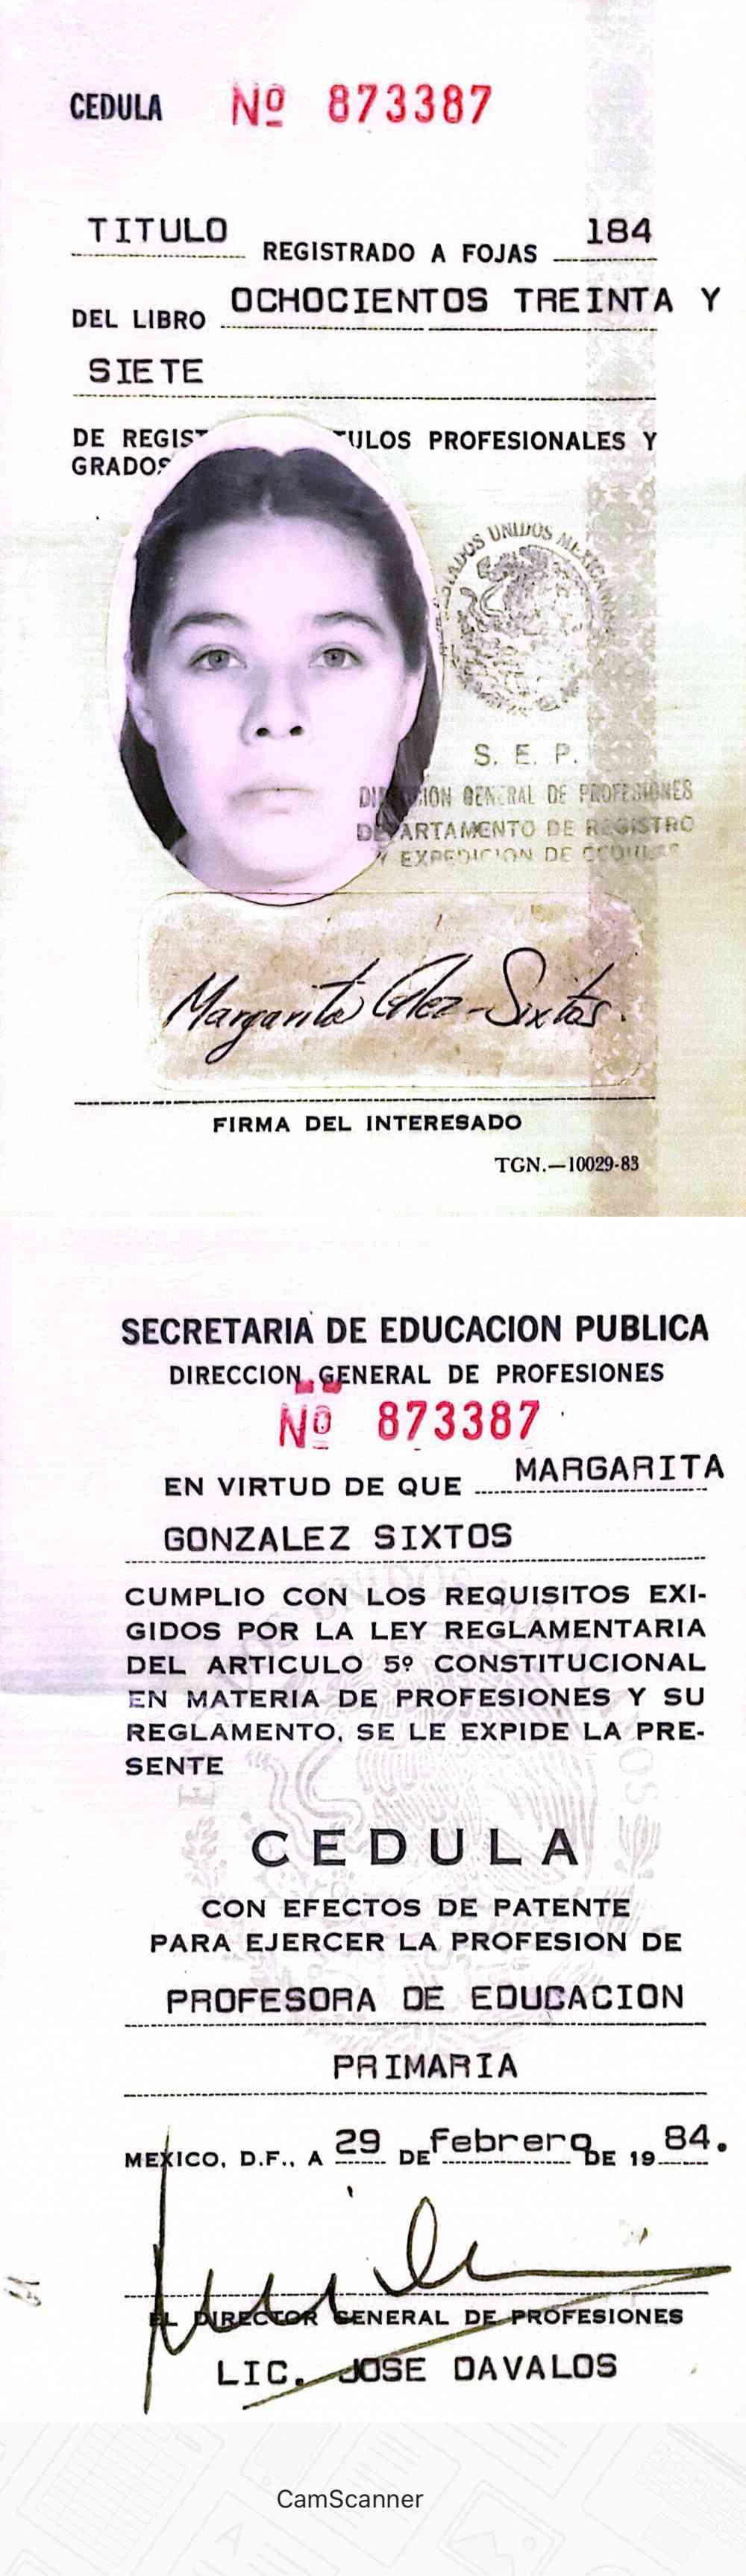 CEDULA Nº 873387
TITULO REGISTRADO A FOJAS 184
DEL LIBRO OCHOCIENTOS TREINTA Y
SIETE
DE REGIST ULOS PROFESIONALES Y
GRADOS
ESTADOS UNIDOS MEXICANOS
S. E. P.
DIRECCION GENERAL DE PROFESIONES
DEPARTAMENTO DE REGISTRO
Y EXPEDICION DE CEDULAS
Margarita Glez-Sixtos.
FIRMA DEL INTERESADO
TGN.—10029-83
SECRETARIA DE EDUCACION PUBLICA
DIRECCION GENERAL DE PROFESIONES
Nº 873387
EN VIRTUD DE QUE MARGARITA
GONZALEZ SIXTOS
CUMPLIO CON LOS REQUISITOS EXI-
GIDOS POR LA LEY REGLAMENTARIA
DEL ARTICULO 5º CONSTITUCIONAL
EN MATERIA DE PROFESIONES Y SU
REGLAMENTO, SE LE EXPIDE LA PRE-
SENTE
CEDULA
CON EFECTOS DE PATENTE
PARA EJERCER LA PROFESION DE
PROFESORA DE EDUCACION
PRIMARIA
MEXICO, D.F., A 29 DE febrero DE 19 84.
EL DIRECTOR GENERAL DE PROFESIONES
LIC. JOSE DAVALOS
CamScanner